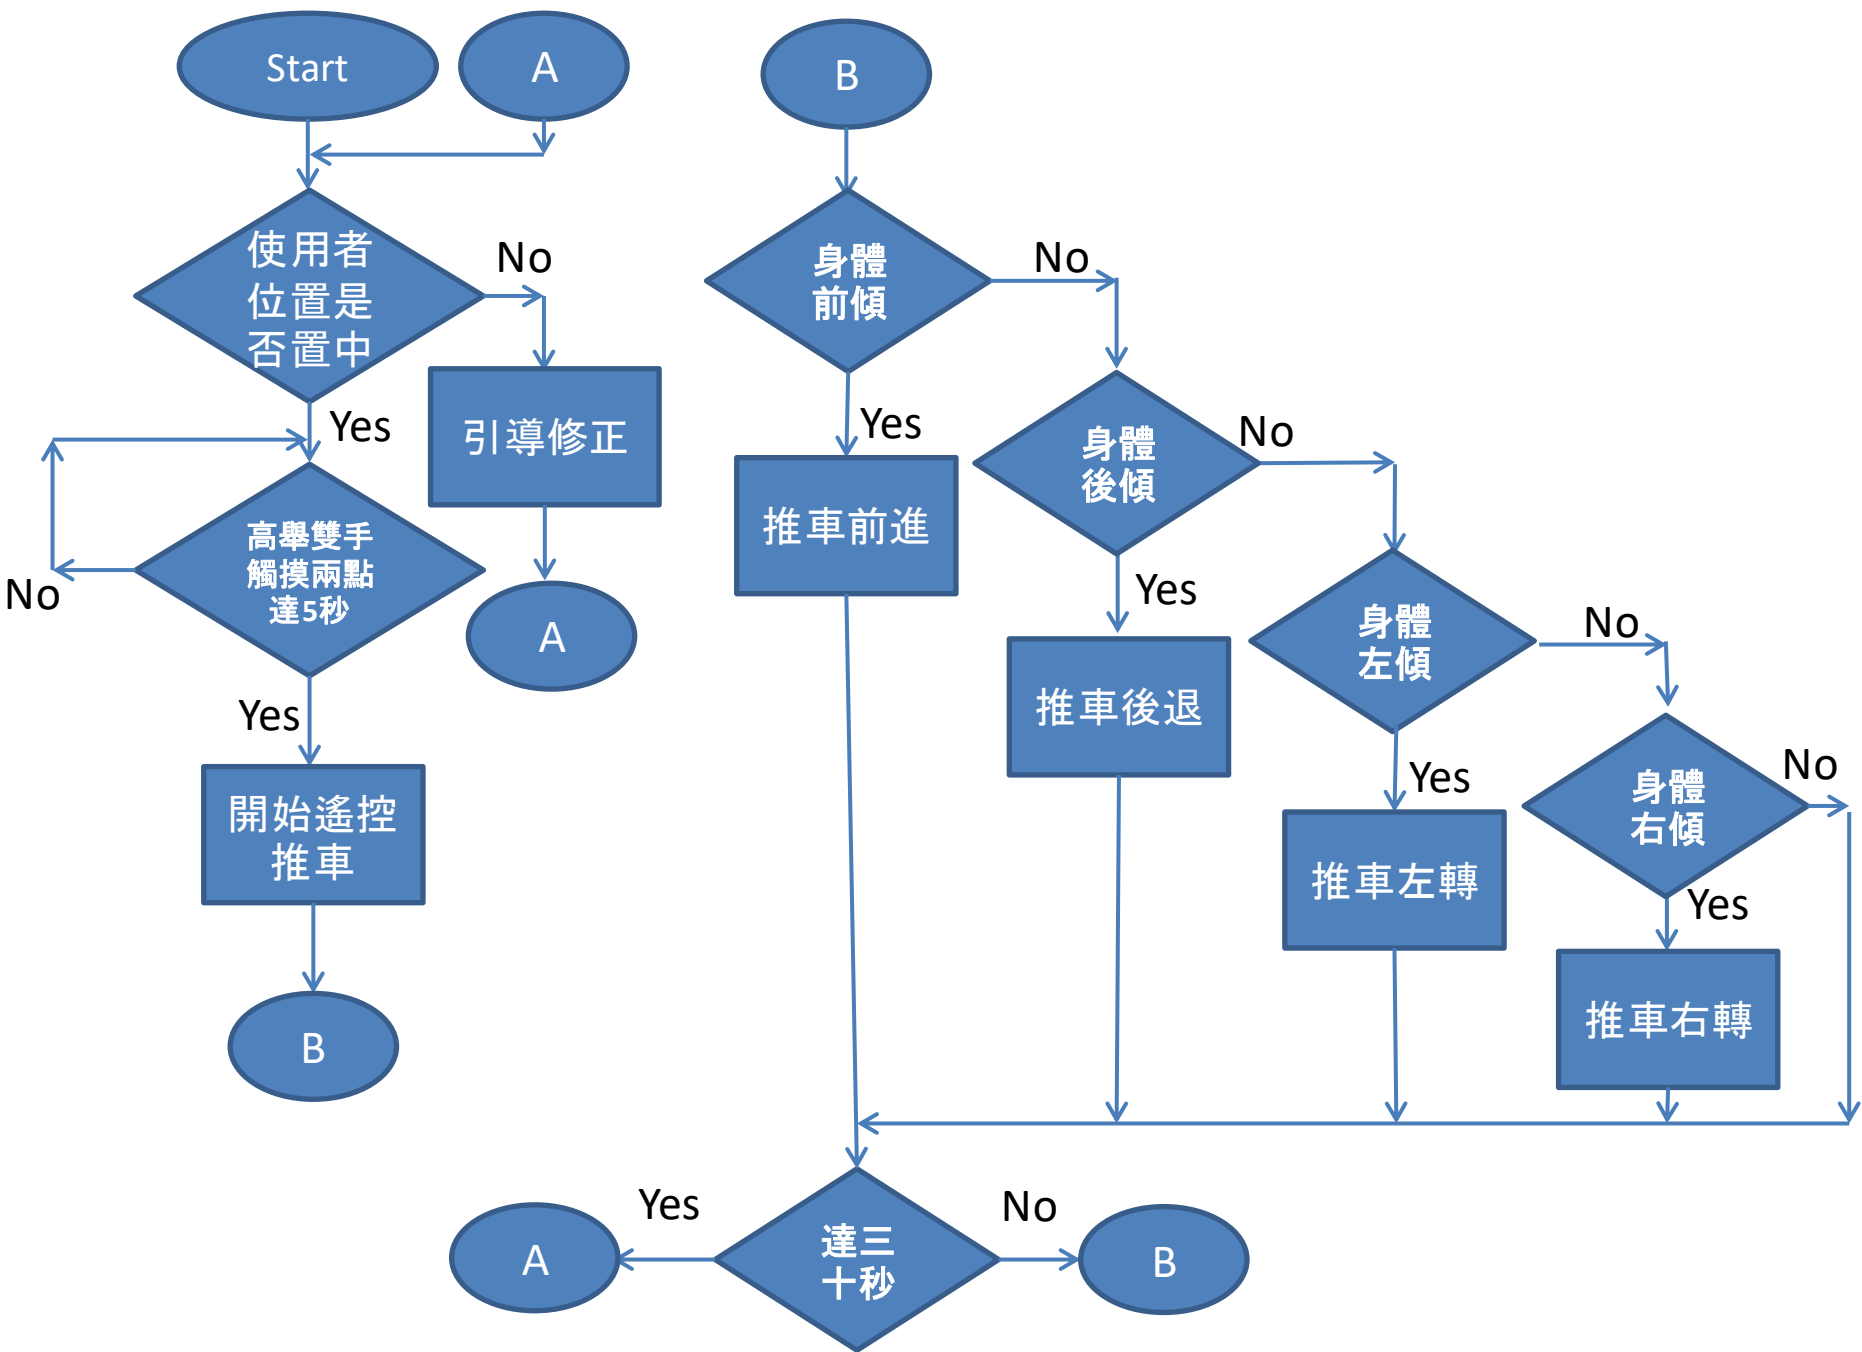 Start
A
使用者
位置是
否置中
No
Yes
引導修正
A
高舉雙手
觸摸兩點
達5秒
No
Yes
開始遙控
推車
B
B
身體
前傾
No
Yes
推車前進
身體
後傾
No
Yes
推車後退
身體
左傾
No
Yes
推車左轉
身體
右傾
No
Yes
推車右轉
達三
十秒
Yes
A
No
B